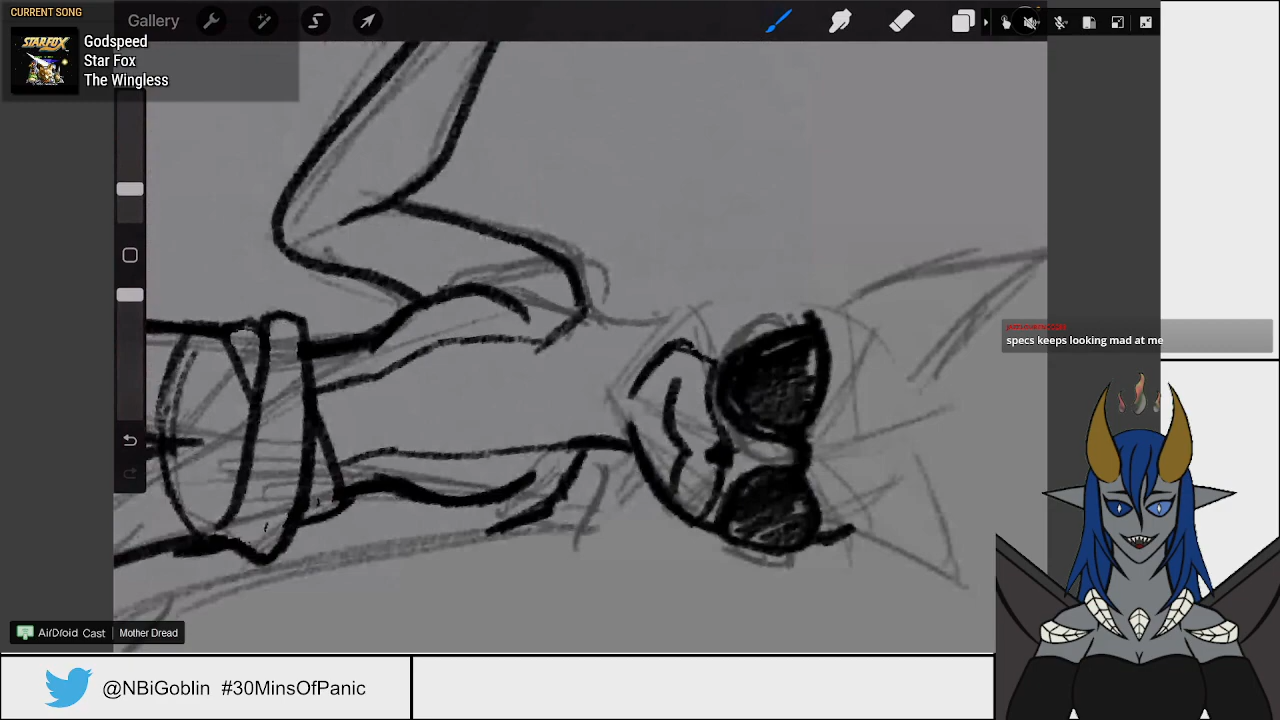 CURRENT SONG
Godspeed
Star Fox
The Wingless
STARFOX
Gallery
specs keeps looking mad at me
AirDroid Cast
Mother Dread
@NBiGoblin #30MinsOfPanic